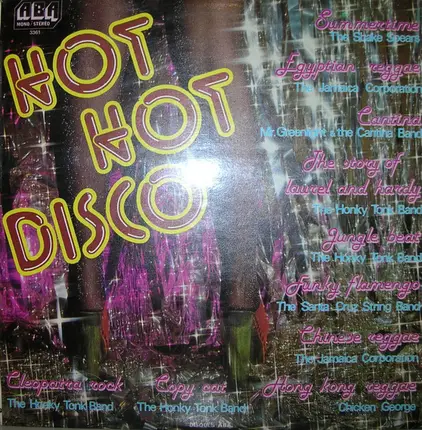 ABA
MONO / STEREO
3361
HOT
HOT
DISCO
Summertime
The Shake Spears
Egyptian reggae
The Jamaica Corporation
Cantina
Mr. Greenlight & the Cantina Band
The story of
laurel and hardy
The Honky Tonk Band
Jungle beat
The Honky Tonk Band
Funky flamengo
The Santa Cruz String Band
Chinese reggae
The Jamaica Corporation
Cleopatra rock
The Honky Tonk Band
Copy cat
The Honky Tonk Band
Hong kong reggae
Chicken George